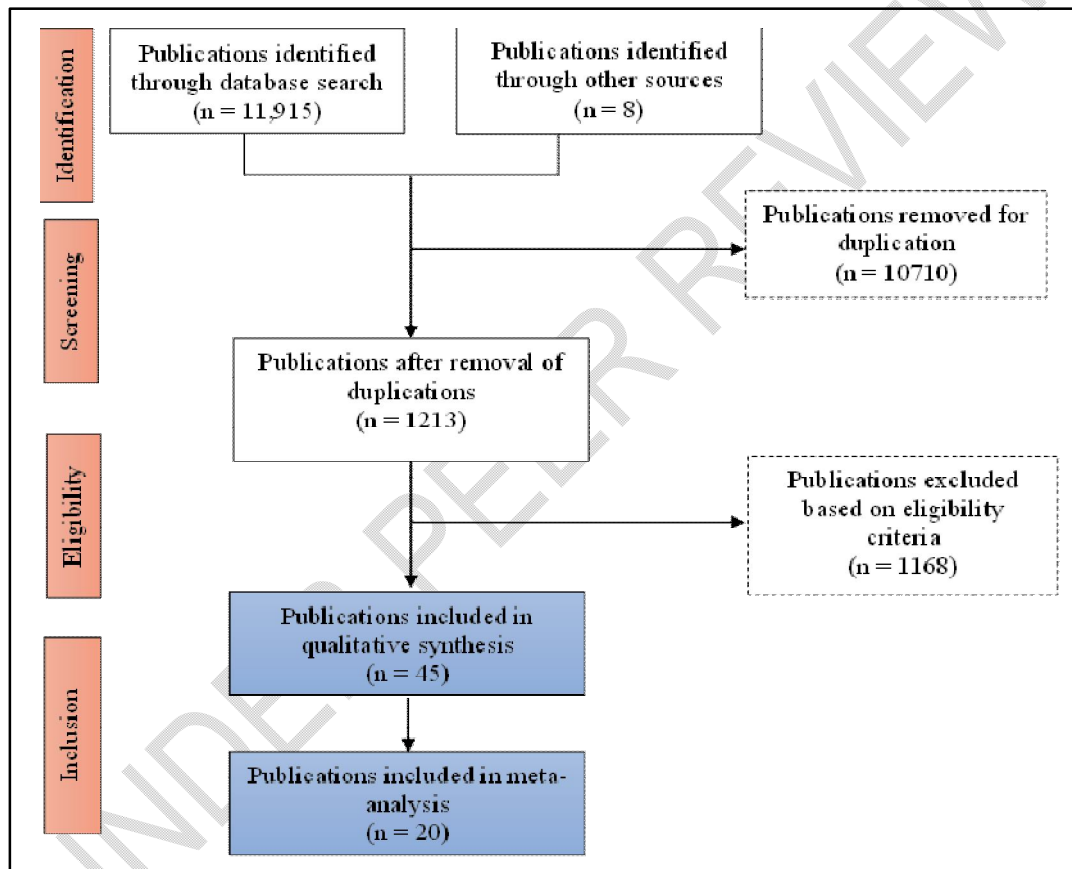 Identification
Publications identified
through database search
(n = 11,915)
Publications identified
through other sources
(n = 8)
Screening
Publications removed for
duplication
(n = 10710)
Publications after removal of
duplications
(n = 1213)
Eligibility
Publications excluded
based on eligibility
criteria
(n = 1168)
Inclusion
Publications included in
qualitative synthesis
(n = 45)
Publications included in meta-
analysis
(n = 20)
UNDER PEER REVIEW